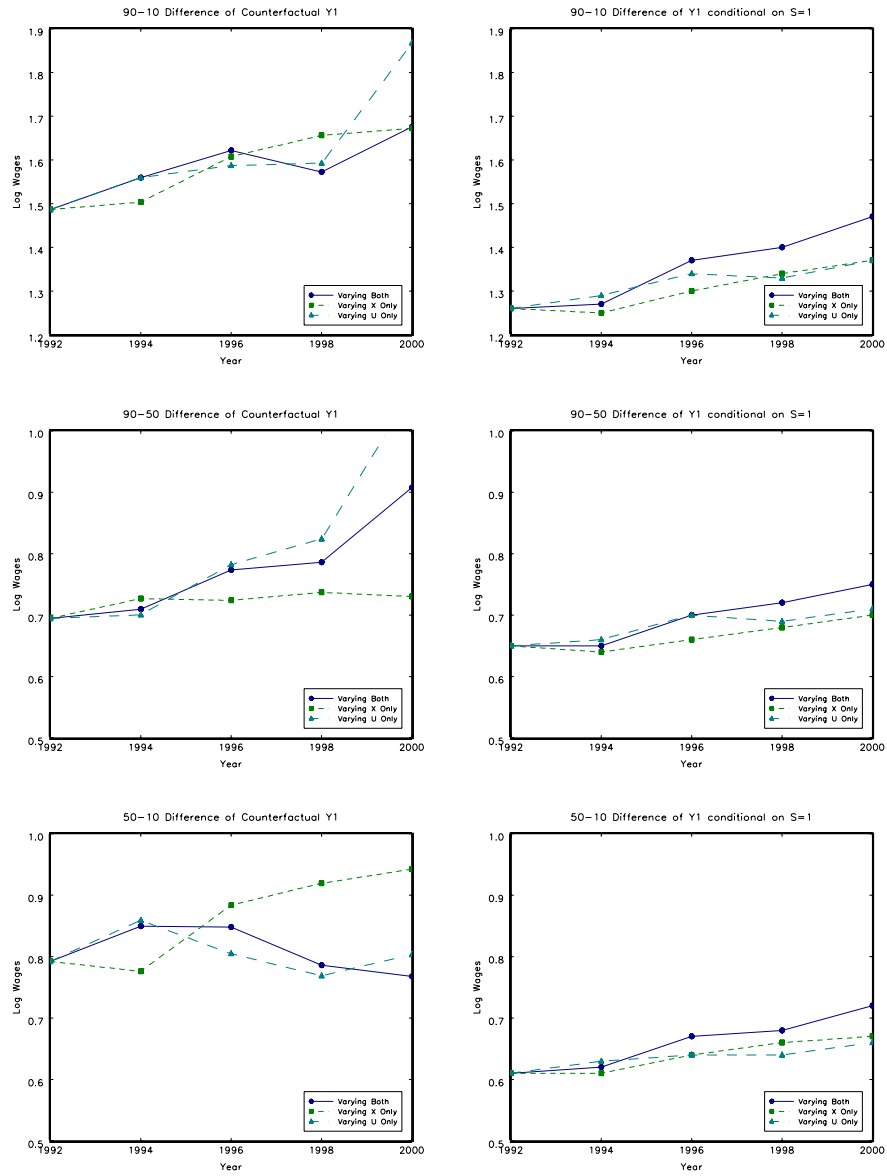 90-10 Difference of Counterfactual Y1
Log Wages
1.9
1.8
1.7
1.6
1.5
1.4
1.3
1.2
Varying Both
Varying X Only
Varying U Only
1992 1994 1996 1998 2000
Year
90-10 Difference of Y1 conditional on S=1
Log Wages
1.9
1.8
1.7
1.6
1.5
1.4
1.3
1.2
Varying Both
Varying X Only
Varying U Only
1992 1994 1996 1998 2000
Year
90-50 Difference of Counterfactual Y1
Log Wages
1.0
0.9
0.8
0.7
0.6
0.5
Varying Both
Varying X Only
Varying U Only
1992 1994 1996 1998 2000
Year
90-50 Difference of Y1 conditional on S=1
Log Wages
1.0
0.9
0.8
0.7
0.6
0.5
Varying Both
Varying X Only
Varying U Only
1992 1994 1996 1998 2000
Year
50-10 Difference of Counterfactual Y1
Log Wages
1.0
0.9
0.8
0.7
0.6
0.5
Varying Both
Varying X Only
Varying U Only
1992 1994 1996 1998 2000
Year
50-10 Difference of Y1 conditional on S=1
Log Wages
1.0
0.9
0.8
0.7
0.6
0.5
Varying Both
Varying X Only
Varying U Only
1992 1994 1996 1998 2000
Year